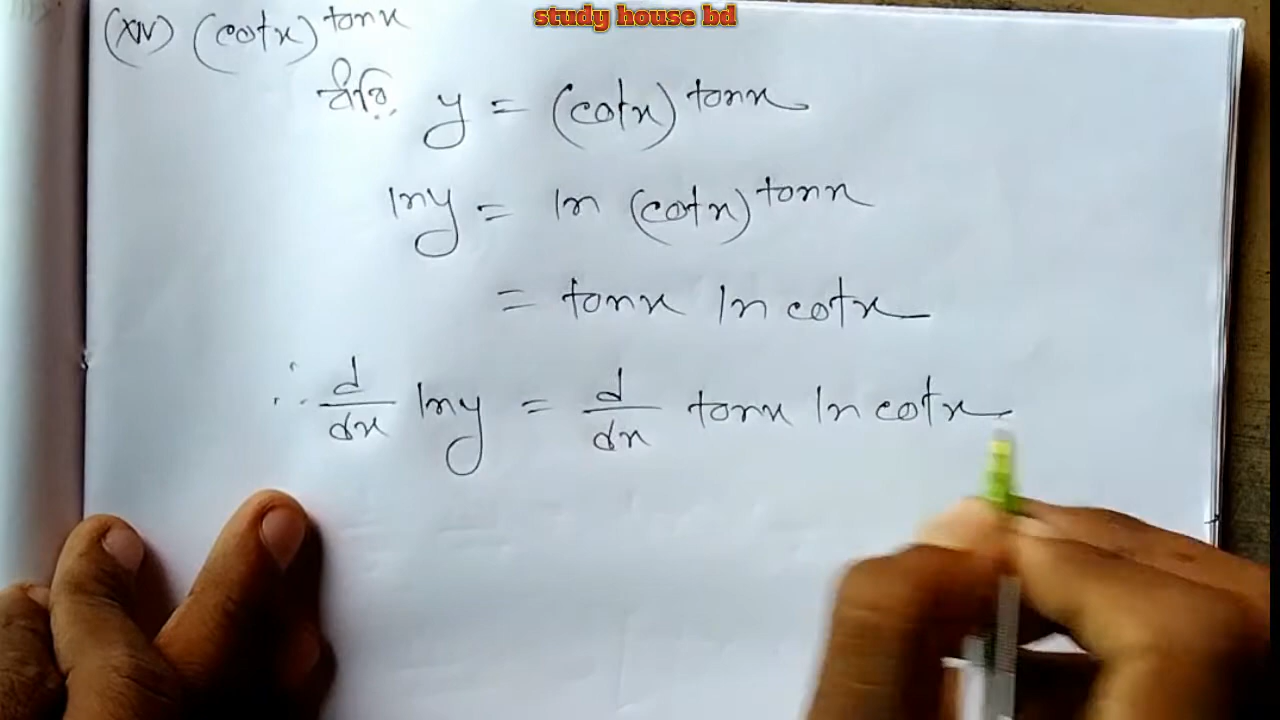 study house bd
(xiv) (cotx)^tanx
ধরি, y = (cotx)^tanx
lny = ln (cotx)^tanx
= tanx ln cotx
∴ d/dx lny = d/dx tanx ln cotx